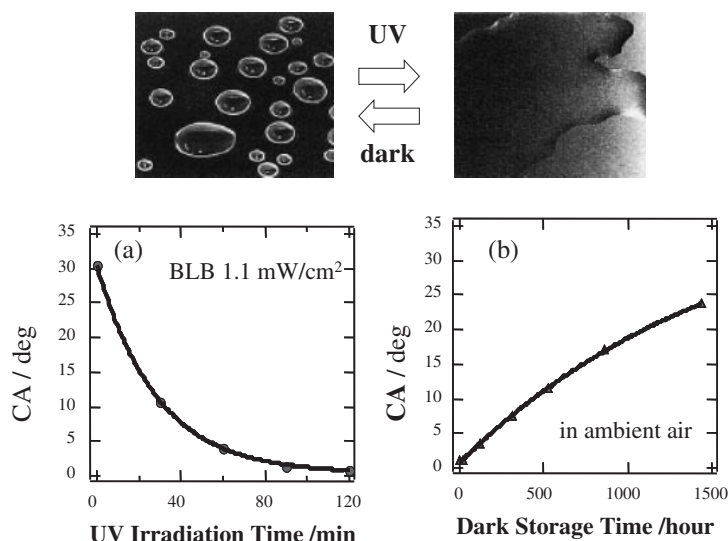 UV
dark
(a)
BLB 1.1 mW/cm²
35
30
25
20
15
10
5
0
CA / deg
0 40 80 120
UV Irradiation Time /min
(b)
in ambient air
35
30
25
20
15
10
5
0
CA / deg
0 500 1000 1500
Dark Storage Time /hour